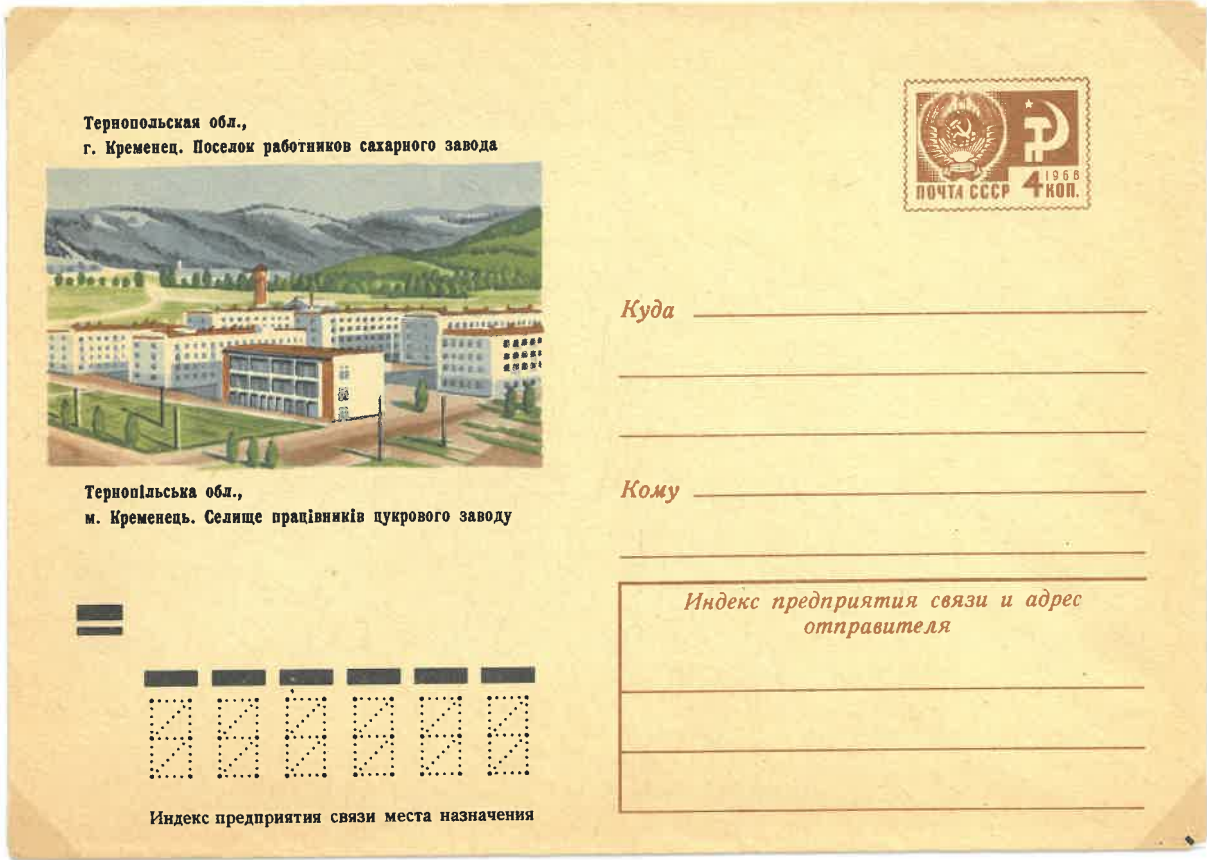 Тернопольская обл.,
г. Кременец. Поселок работников сахарного завода
Тернопільська обл.,
м. Кременець. Селище працівників цукрового заводу
Индекс предприятия связи места назначения
1968
ПОЧТА СССР 4 КОП.
Куда
Кому
Индекс предприятия связи и адрес
отправителя